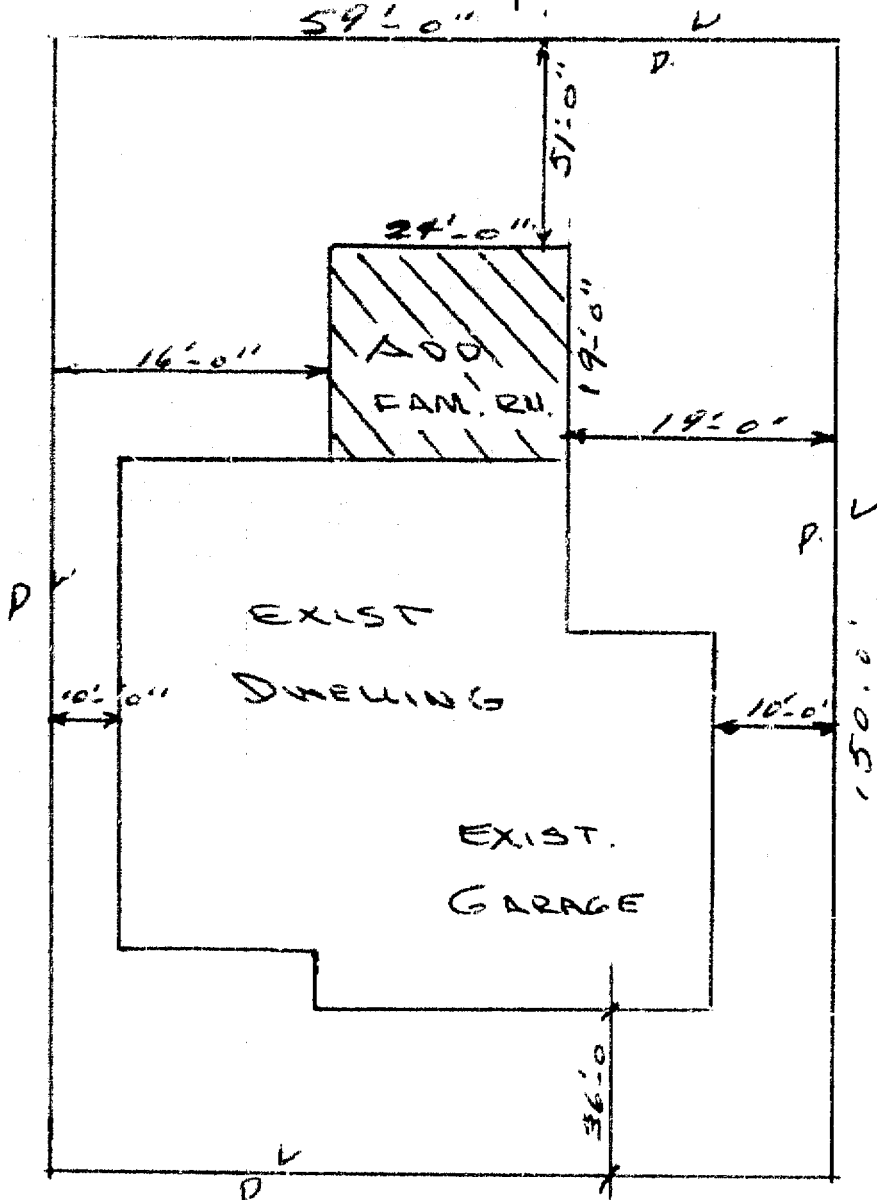 59'-0"
P. L
51'-0"
24'-0"
ADD
FAM. RM.
19'-0"
16'-0"
19'-0"
P. L
P L
EXIST
DWELLING
10'-0"
10'-0"
150.0'
EXIST.
GARAGE
36'-0
P L